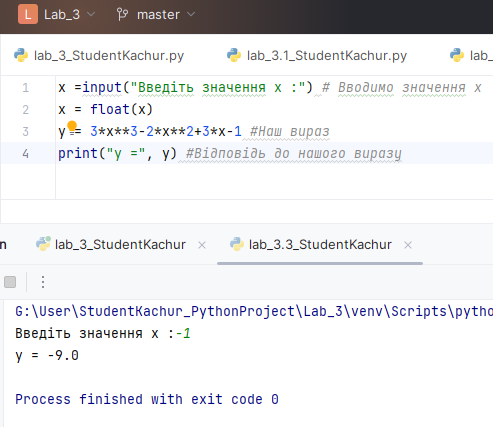 L Lab_3 master
lab_3_StudentKachur.py lab_3.1_StudentKachur.py lab_
1 x =input("Введіть значення x :") # Вводимо значення x
2 x = float(x)
3 y = 3*x**3-2*x**2+3*x-1 #Наш вираз
4 print("y =", y) #Відповідь до нашого виразу
n lab_3_StudentKachur × lab_3.3_StudentKachur ×
G:\User\StudentKachur_PythonProject\Lab_3\venv\Scripts\pytho
Введіть значення x :-1
y = -9.0
Process finished with exit code 0